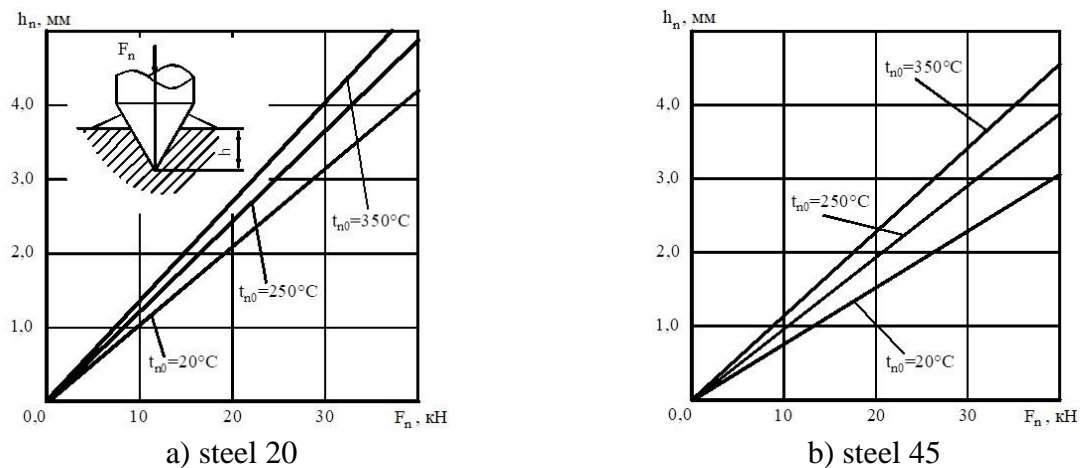 hn, мм
Fn
h
4.0
3.0
2.0
1.0
0,0
10
20
30
Fn, кН
tn0=350°C
tn0=250°C
tn0=20°C
a) steel 20
hn, мм
4.0
3.0
2.0
1.0
0.0
10
20
30
Fn, кН
tn0=350°C
tn0=250°C
tn0=20°C
b) steel 45